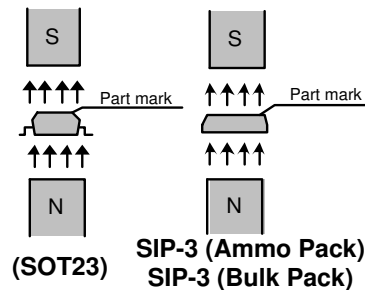 S
S
Part mark
Part mark
N
N
(SOT23)
SIP-3 (Ammo Pack)
SIP-3 (Bulk Pack)